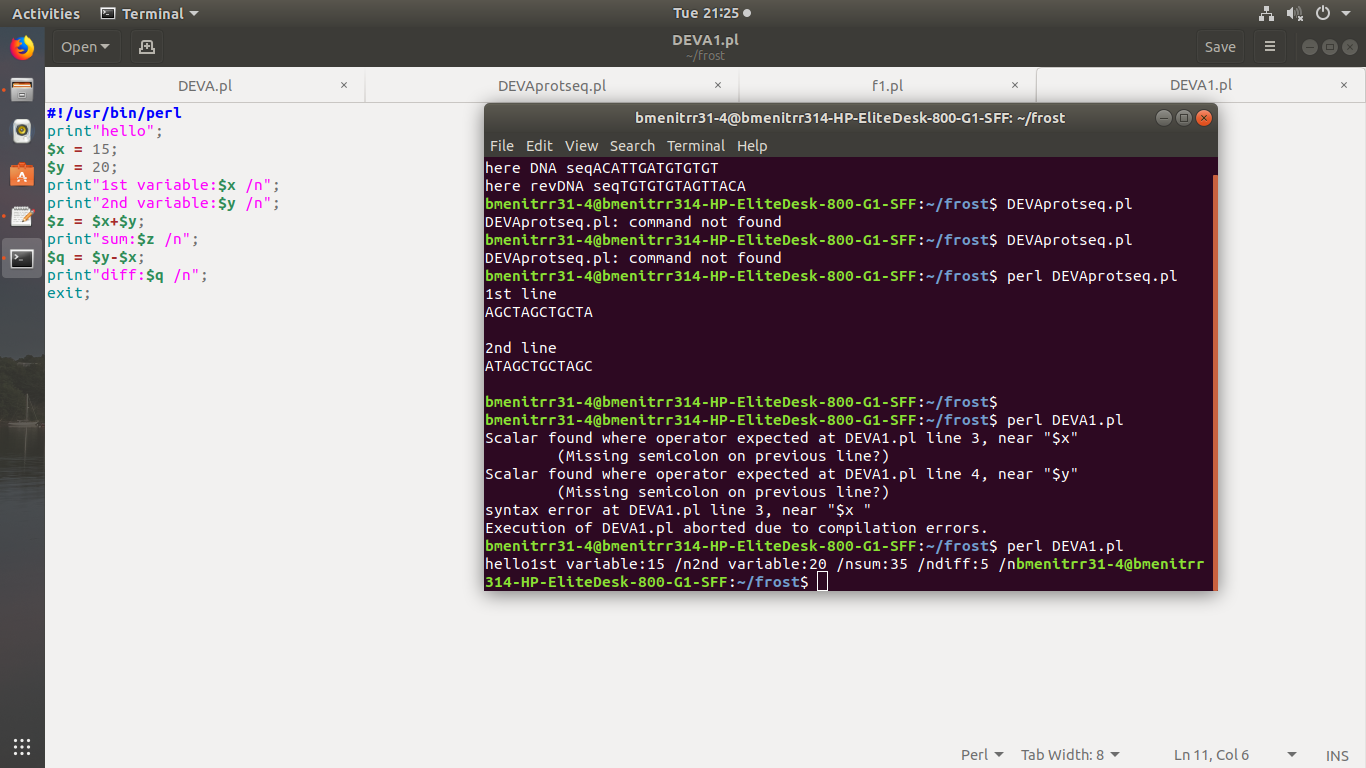 Activities Terminal Tue 21:25
Open DEVA1.pl Save
~/frost
DEVA.pl × DEVAprotseq.pl × f1.pl × DEVA1.pl ×
#!/usr/bin/perl
print"hello";
$x = 15;
$y = 20;
print"1st variable:$x /n";
print"2nd variable:$y /n";
$z = $x+$y;
print"sum:$z /n";
$q = $y-$x;
print"diff:$q /n";
exit;
bmenitrr31-4@bmenitrr314-HP-EliteDesk-800-G1-SFF: ~/frost
File Edit View Search Terminal Help
here DNA seqACATTGATGTGTGT
here revDNA seqTGTGTGTAGTTACA
bmenitrr31-4@bmenitrr314-HP-EliteDesk-800-G1-SFF:~/frost$ DEVAprotseq.pl
DEVAprotseq.pl: command not found
bmenitrr31-4@bmenitrr314-HP-EliteDesk-800-G1-SFF:~/frost$ DEVAprotseq.pl
DEVAprotseq.pl: command not found
bmenitrr31-4@bmenitrr314-HP-EliteDesk-800-G1-SFF:~/frost$ perl DEVAprotseq.pl
1st line
AGCTAGCTGCTA
2nd line
ATAGCTGCTAGC
bmenitrr31-4@bmenitrr314-HP-EliteDesk-800-G1-SFF:~/frost$
bmenitrr31-4@bmenitrr314-HP-EliteDesk-800-G1-SFF:~/frost$ perl DEVA1.pl
Scalar found where operator expected at DEVA1.pl line 3, near "$x"
(Missing semicolon on previous line?)
Scalar found where operator expected at DEVA1.pl line 4, near "$y"
(Missing semicolon on previous line?)
syntax error at DEVA1.pl line 3, near "$x "
Execution of DEVA1.pl aborted due to compilation errors.
bmenitrr31-4@bmenitrr314-HP-EliteDesk-800-G1-SFF:~/frost$ perl DEVA1.pl
hello1st variable:15 /n2nd variable:20 /nsum:35 /ndiff:5 /nbmenitrr31-4@bmenitrr
314-HP-EliteDesk-800-G1-SFF:~/frost$
Perl Tab Width: 8 Ln 11, Col 6 INS